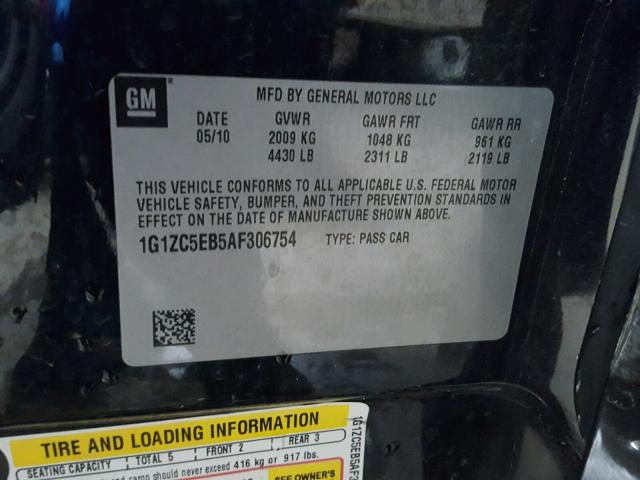 GM
MFD BY GENERAL MOTORS LLC
DATE GVWR GAWR FRT GAWR RR
05/10 2009 KG 1048 KG 961 KG
4430 LB 2311 LB 2119 LB
THIS VEHICLE CONFORMS TO ALL APPLICABLE U.S. FEDERAL MOTOR
VEHICLE SAFETY, BUMPER, AND THEFT PREVENTION STANDARDS IN
EFFECT ON THE DATE OF MANUFACTURE SHOWN ABOVE.
1G1ZC5EB5AF306754 TYPE: PASS CAR
TIRE AND LOADING INFORMATION
SEATING CAPACITY TOTAL 5 FRONT 2 REAR 3
and cargo should never exceed 416 kg or 917 lbs.
SEE OWNER'S
1G1ZC5EB5AF3